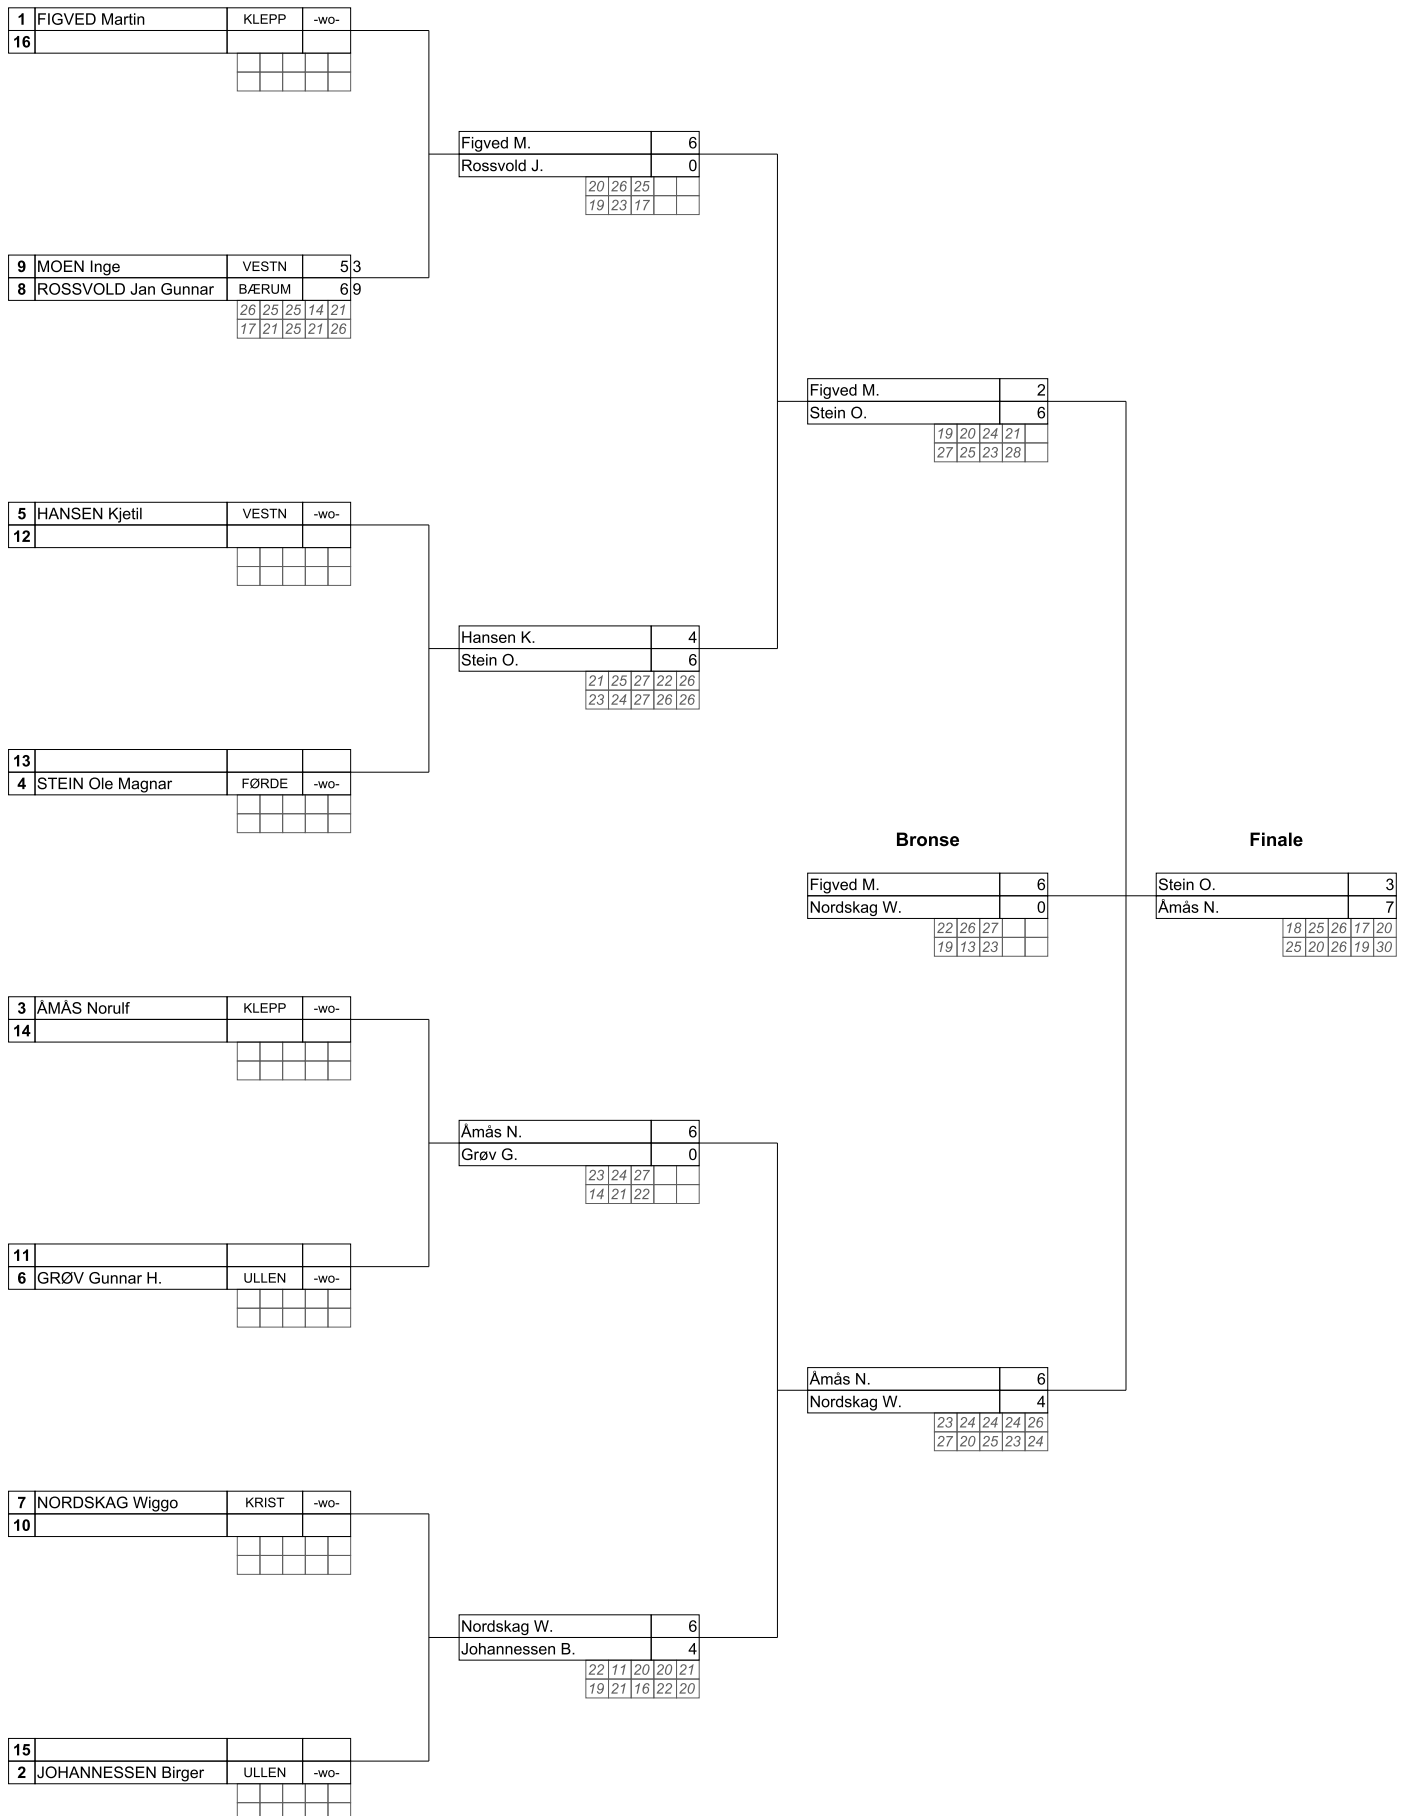 1 FIGVED Martin KLEPP -wo-
16
Figved M. 6
Rossvold J. 0
20 26 25
19 23 17
9 MOEN Inge VESTN 5 3
8 ROSSVOLD Jan Gunnar BÆRUM 6 9
26 25 25 14 21
17 21 25 21 26
Figved M. 2
Stein O. 6
19 20 24 21
27 25 23 28
5 HANSEN Kjetil VESTN -wo-
12
Hansen K. 4
Stein O. 6
21 25 27 22 26
23 24 27 26 26
13
4 STEIN Ole Magnar FØRDE -wo-
Bronse Finale
Figved M. 6 Stein O. 3
Nordskag W. 0 Åmås N. 7
22 26 27 18 25 26 17 20
19 13 23 25 20 26 19 30
3 ÅMÅS Norulf KLEPP -wo-
14
Åmås N. 6
Grøv G. 0
23 24 27
14 21 22
11
6 GRØV Gunnar H. ULLEN -wo-
Åmås N. 6
Nordskag W. 4
23 24 24 24 26
27 20 25 23 24
7 NORDSKAG Wiggo KRIST -wo-
10
Nordskag W. 6
Johannessen B. 4
22 11 20 20 21
19 21 16 22 20
15
2 JOHANNESSEN Birger ULLEN -wo-